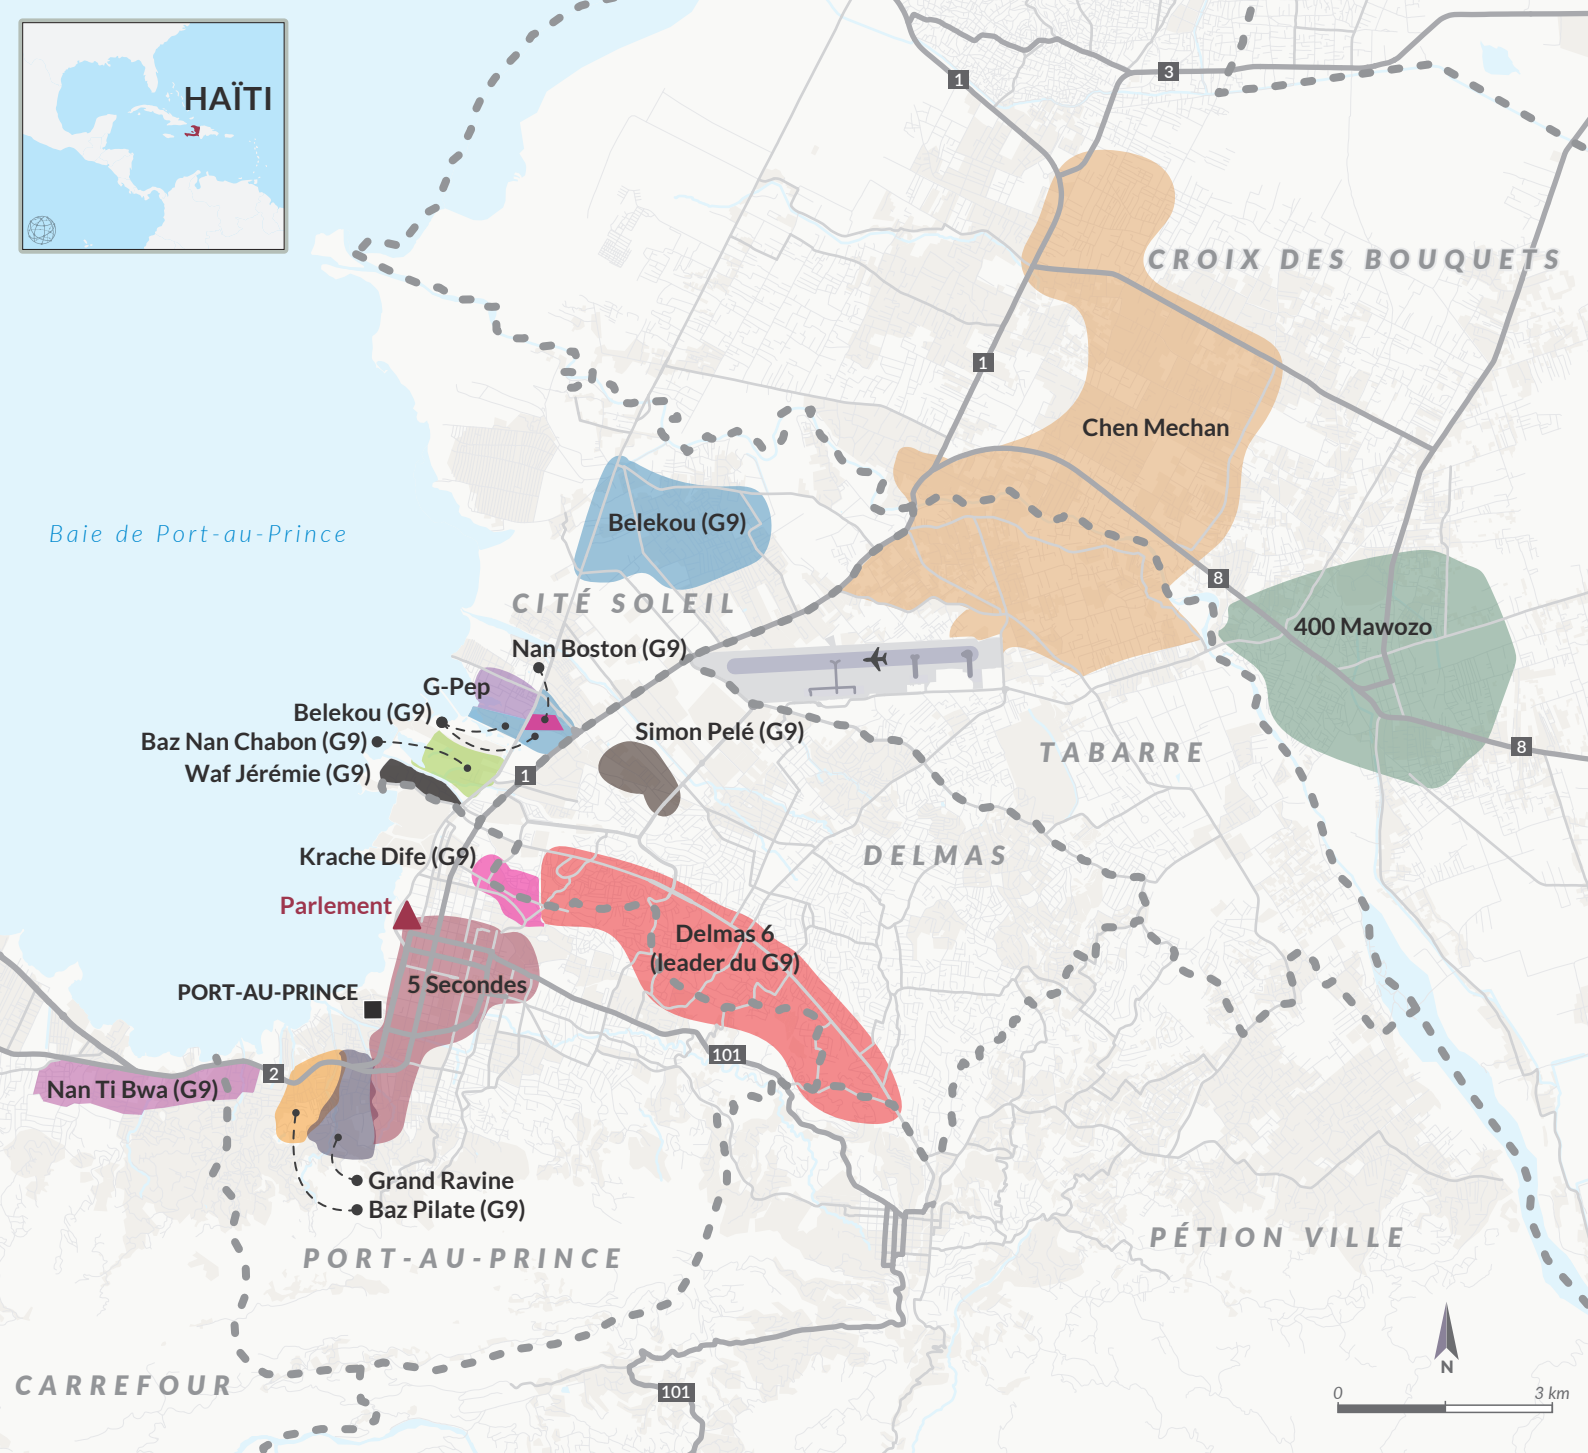 HAÏTI
1
3
CROIX DES BOUQUETS
1
Chen Mechan
Belekou (G9)
Baie de Port-au-Prince
8
CITÉ SOLEIL
400 Mawozo
Nan Boston (G9)
G-Pep
Belekou (G9)
Simon Pelé (G9)
Baz Nan Chabon (G9)
TABARRE
8
Waf Jérémie (G9)
1
Krache Dife (G9)
DELMAS
Parlement
Delmas 6
(leader du G9)
5 Secondes
PORT-AU-PRINCE
101
2
Nan Ti Bwa (G9)
Grand Ravine
Baz Pilate (G9)
PÉTION VILLE
PORT-AU-PRINCE
N
CARREFOUR
101
0 3 km